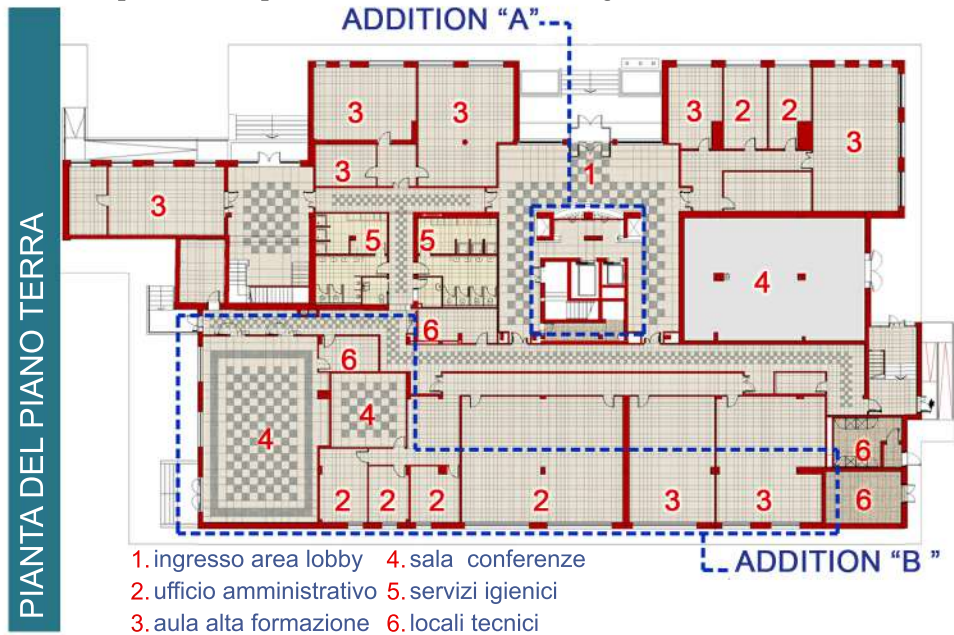 ADDITION "A"
PIANTA DEL PIANO TERRA
3
3
3
2
2
3
3
1
3
5
5
4
6
6
4
4
6
2
2
2
2
3
3
6
ADDITION "B "
1. ingresso area lobby
2. ufficio amministrativo
3. aula alta formazione
4. sala conferenze
5. servizi igienici
6. locali tecnici